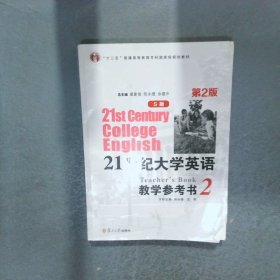 "十二五"普通高等教育本科国家级规划教材
第2版
S版
21st Century
College
English
21世纪大学英语
Teacher's Book
教学参考书2
复旦大学出版社